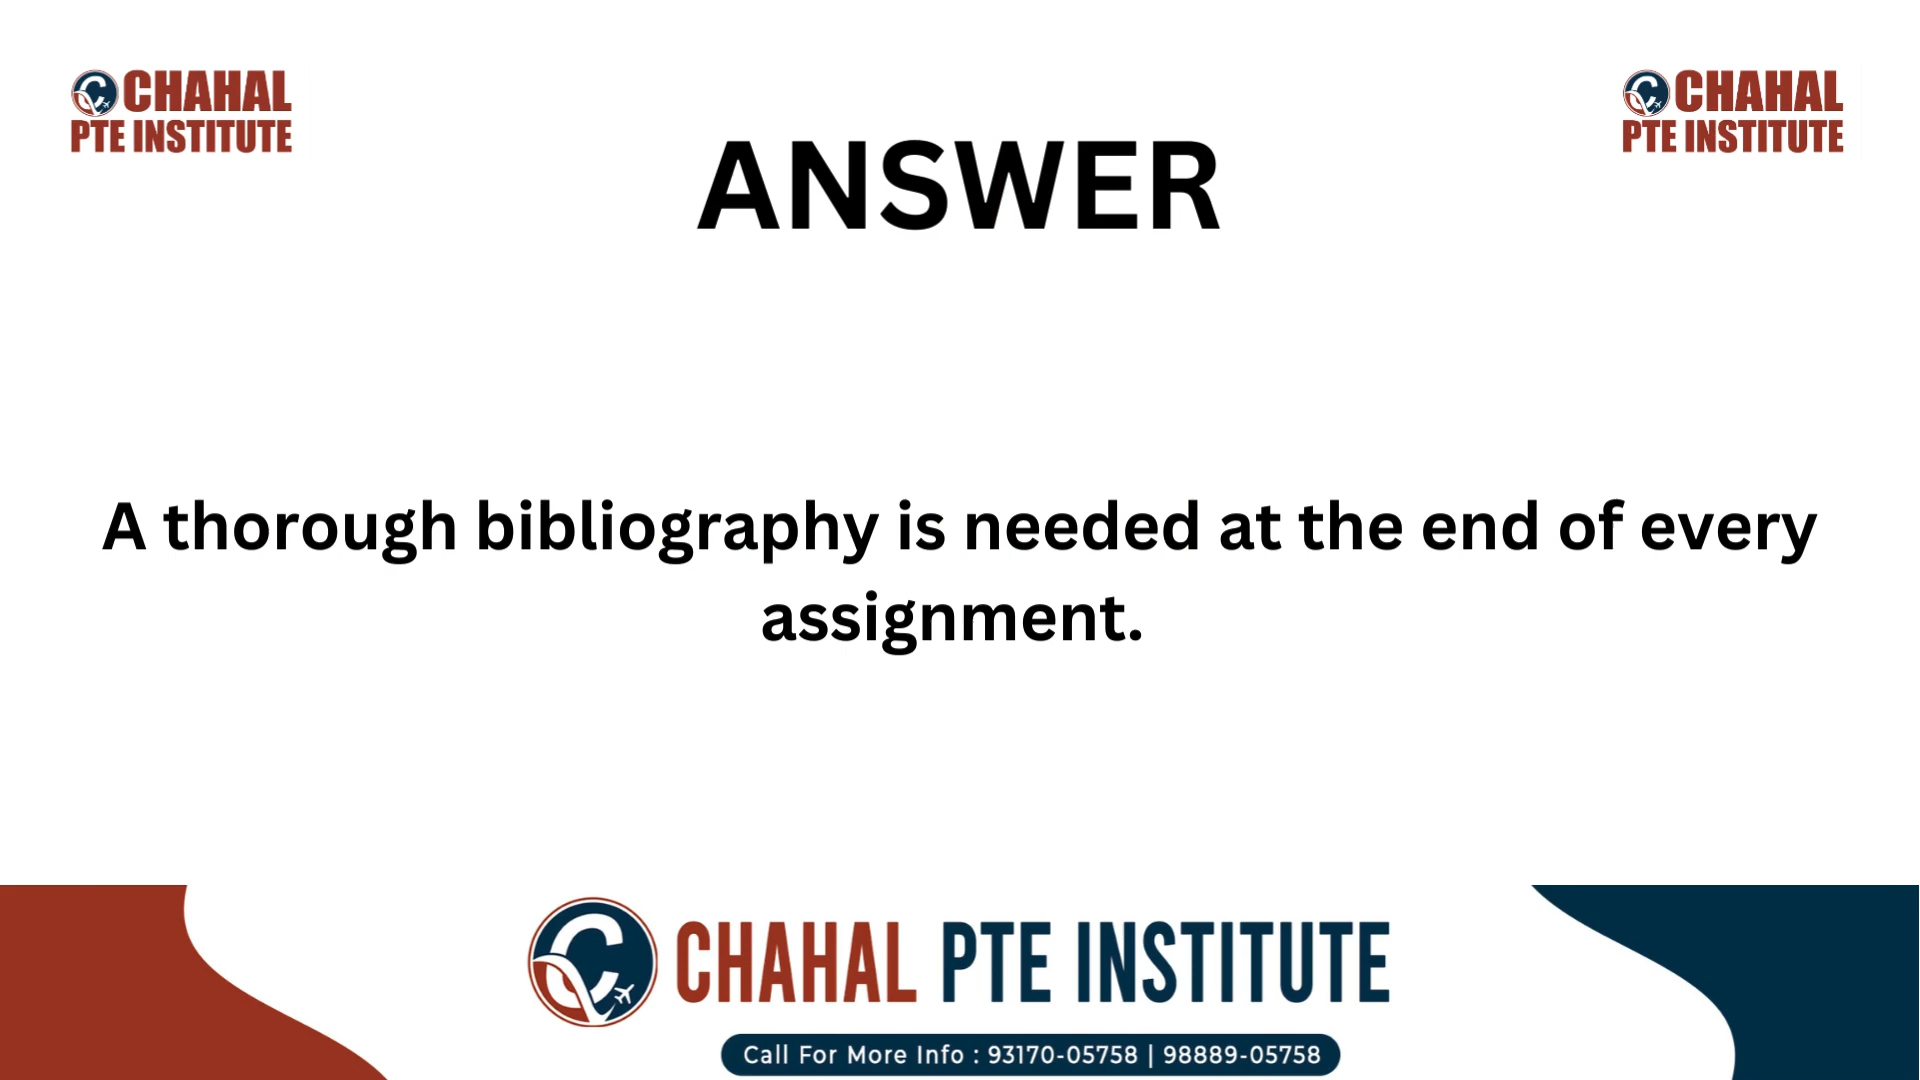 CHAHAL
PTE INSTITUTE
CHAHAL
PTE INSTITUTE
ANSWER
A thorough bibliography is needed at the end of every
assignment.
CHAHAL PTE INSTITUTE
Call For More Info : 93170-05758 | 98889-05758